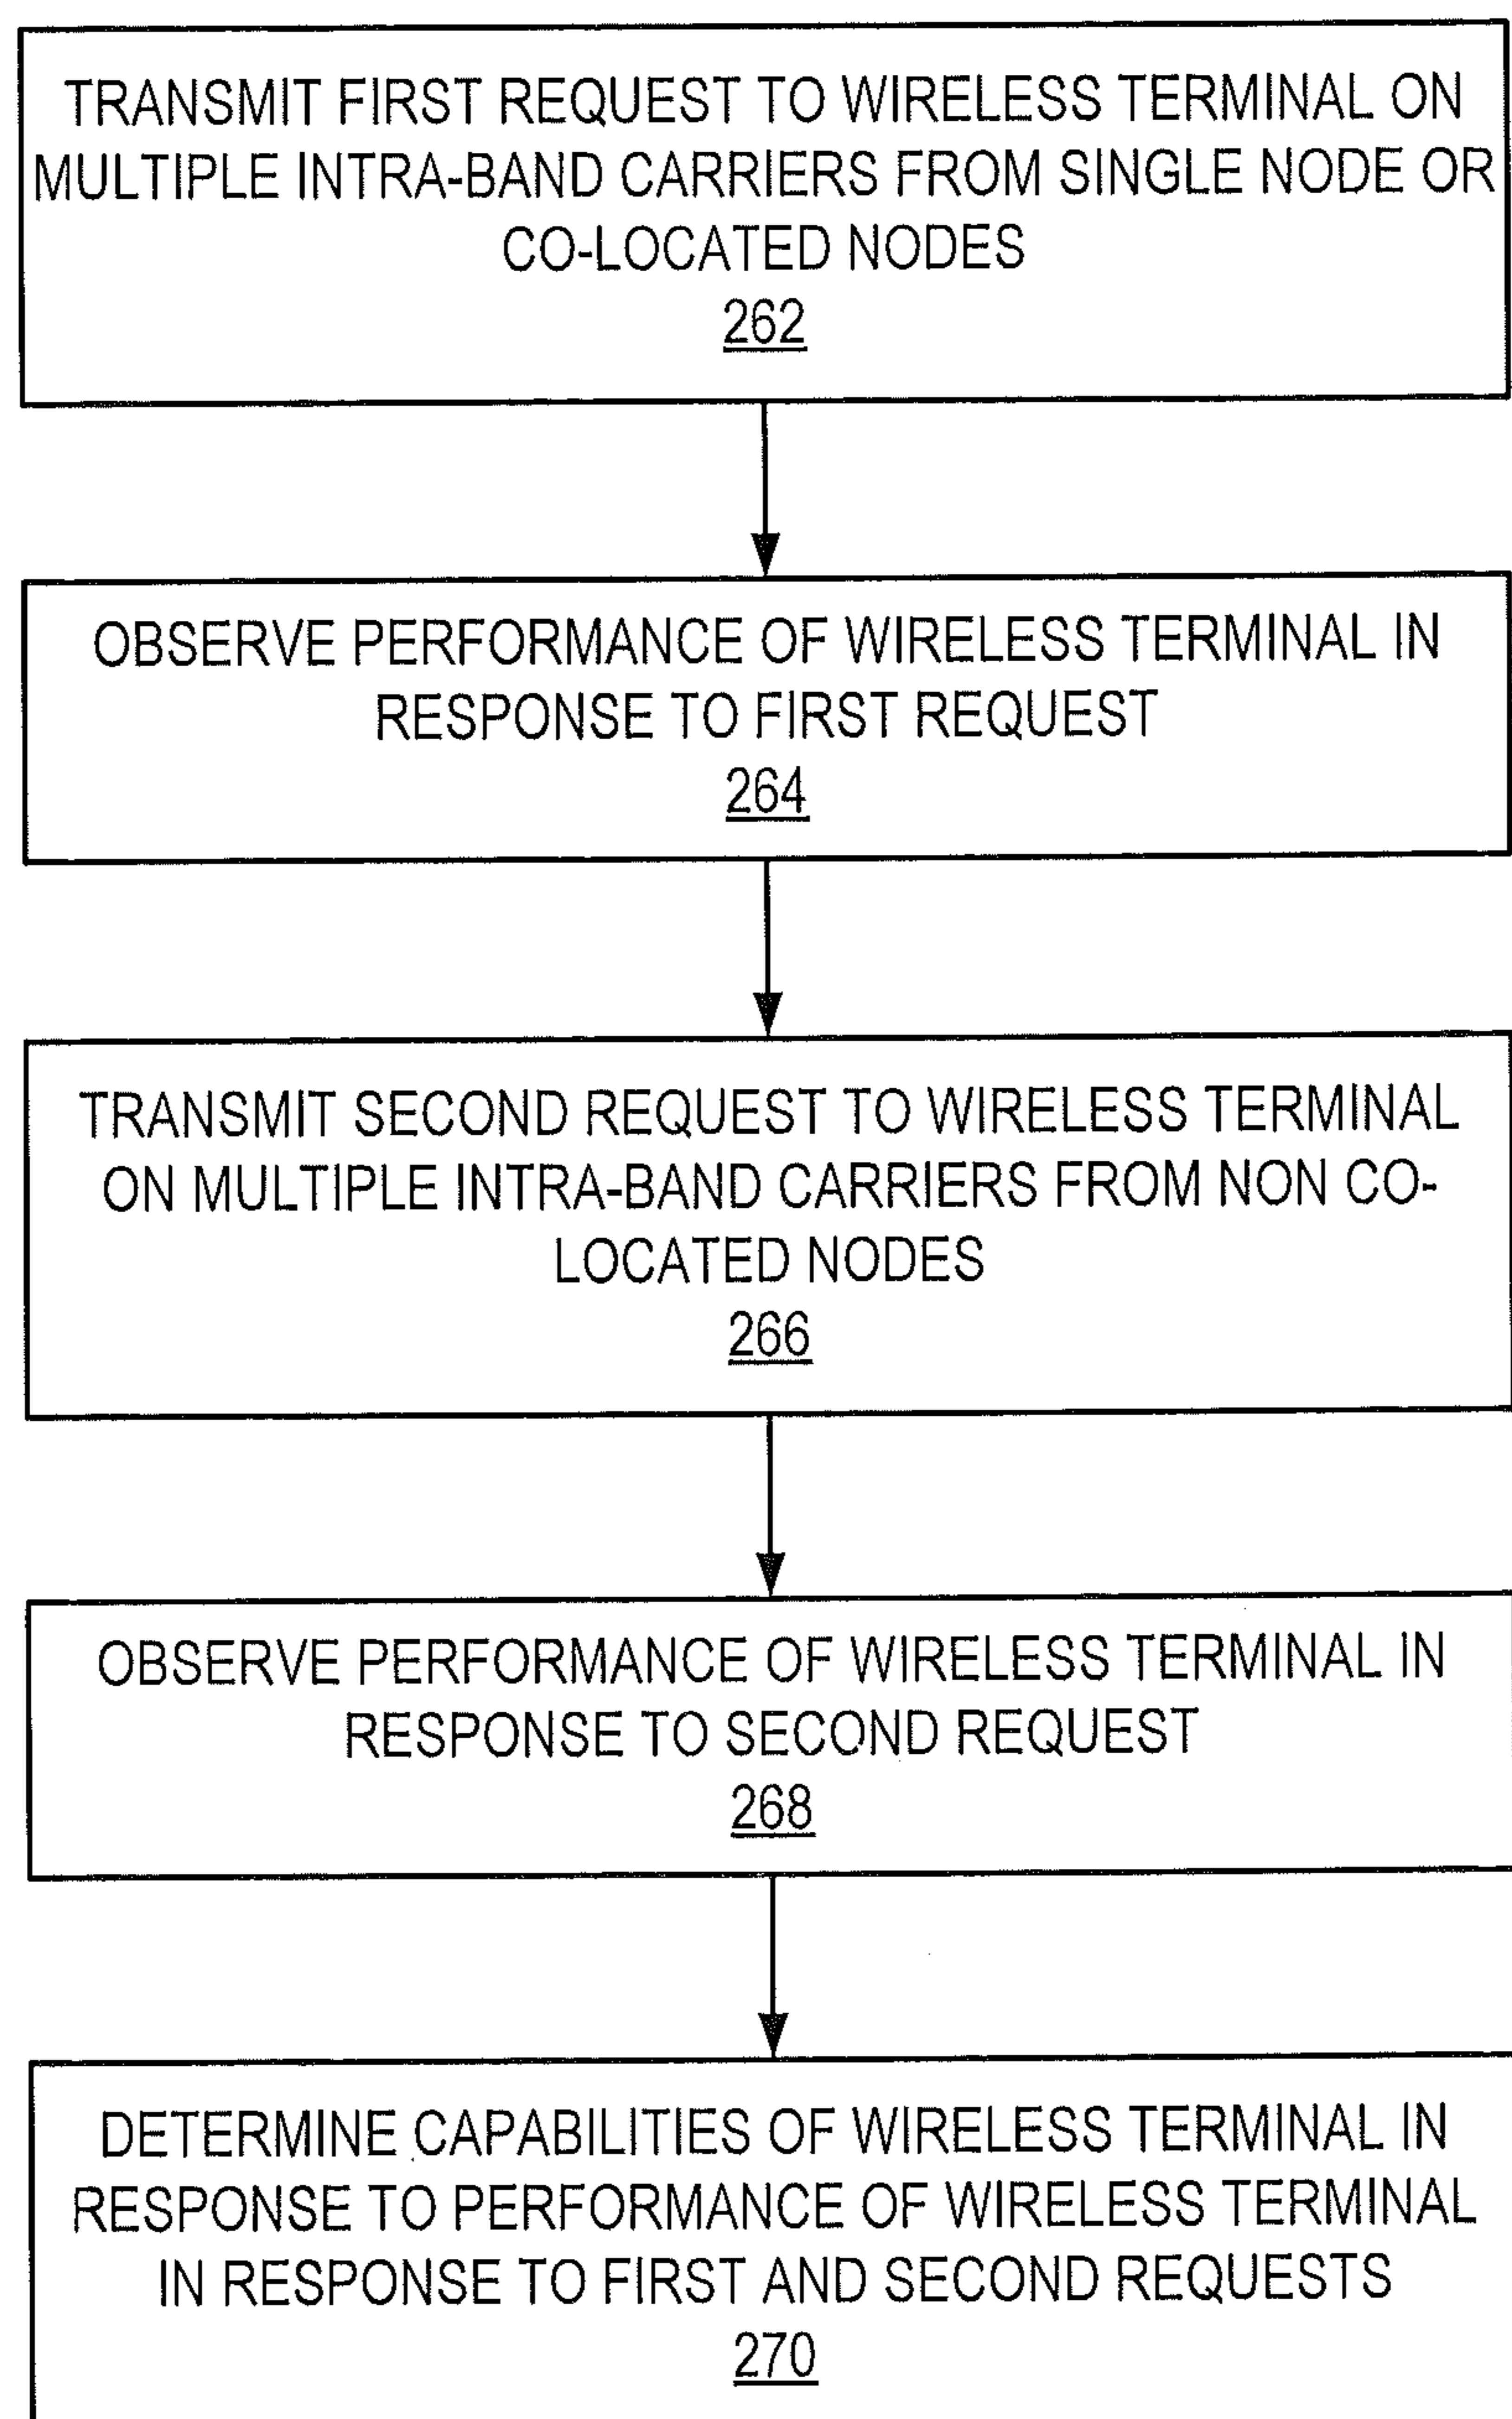 TRANSMIT FIRST REQUEST TO WIRELESS TERMINAL ON
MULTIPLE INTRA-BAND CARRIERS FROM SINGLE NODE OR
CO-LOCATED NODES
262
OBSERVE PERFORMANCE OF WIRELESS TERMINAL IN
RESPONSE TO FIRST REQUEST
264
TRANSMIT SECOND REQUEST TO WIRELESS TERMINAL
ON MULTIPLE INTRA-BAND CARRIERS FROM NON CO-
LOCATED NODES
266
OBSERVE PERFORMANCE OF WIRELESS TERMINAL IN
RESPONSE TO SECOND REQUEST
268
DETERMINE CAPABILITIES OF WIRELESS TERMINAL IN
RESPONSE TO PERFORMANCE OF WIRELESS TERMINAL
IN RESPONSE TO FIRST AND SECOND REQUESTS
270